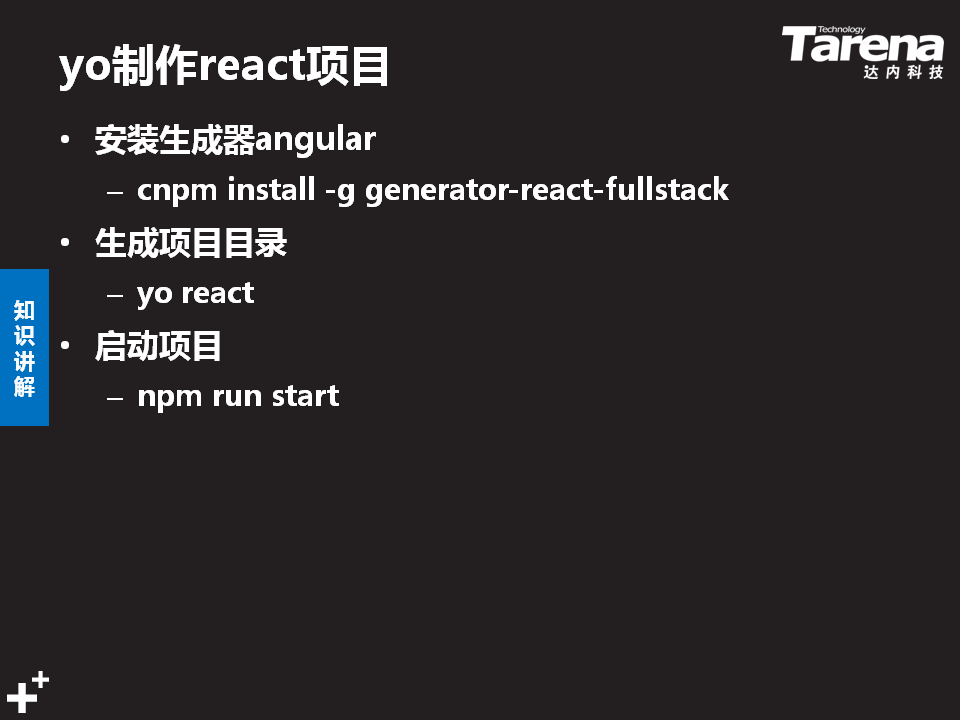 yo制作react项目
Technology
Tarena
达内科技
• 安装生成器angular
– cnpm install -g generator-react-fullstack
• 生成项目目录
– yo react
• 启动项目
– npm run start
知识讲解